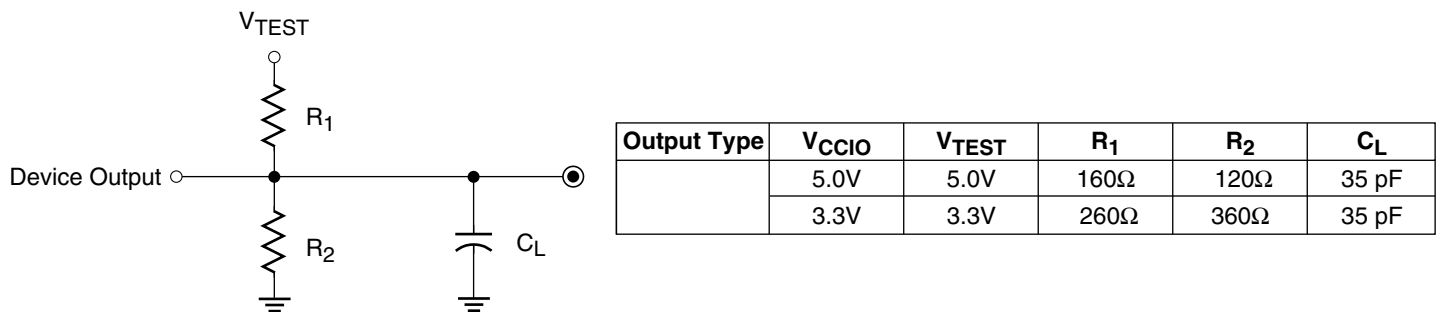 VTEST
R1
Device Output
R2
CL
Output Type VCCIO VTEST R1 R2 CL
5.0V 5.0V 160Ω 120Ω 35 pF
3.3V 3.3V 260Ω 360Ω 35 pF